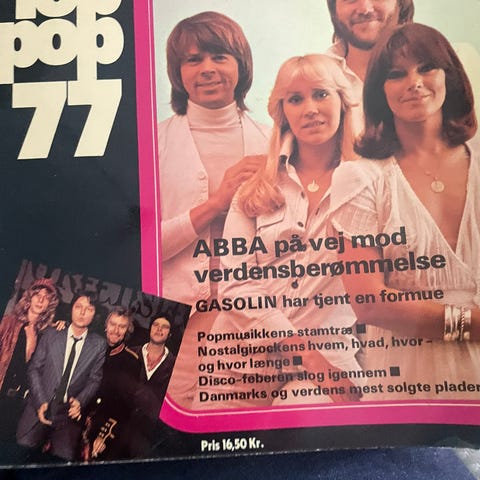 pop
77
ABBA på vej mod
verdensberømmelse
GASOLIN har tjent en formue
Popmusikkens stamtræ ■
Nostalgirockens hvem, hvad, hvor –
og hvor længe ■
Disco-feberen slog igennem ■
Danmarks og verdens mest solgte plader
Pris 16,50 Kr.